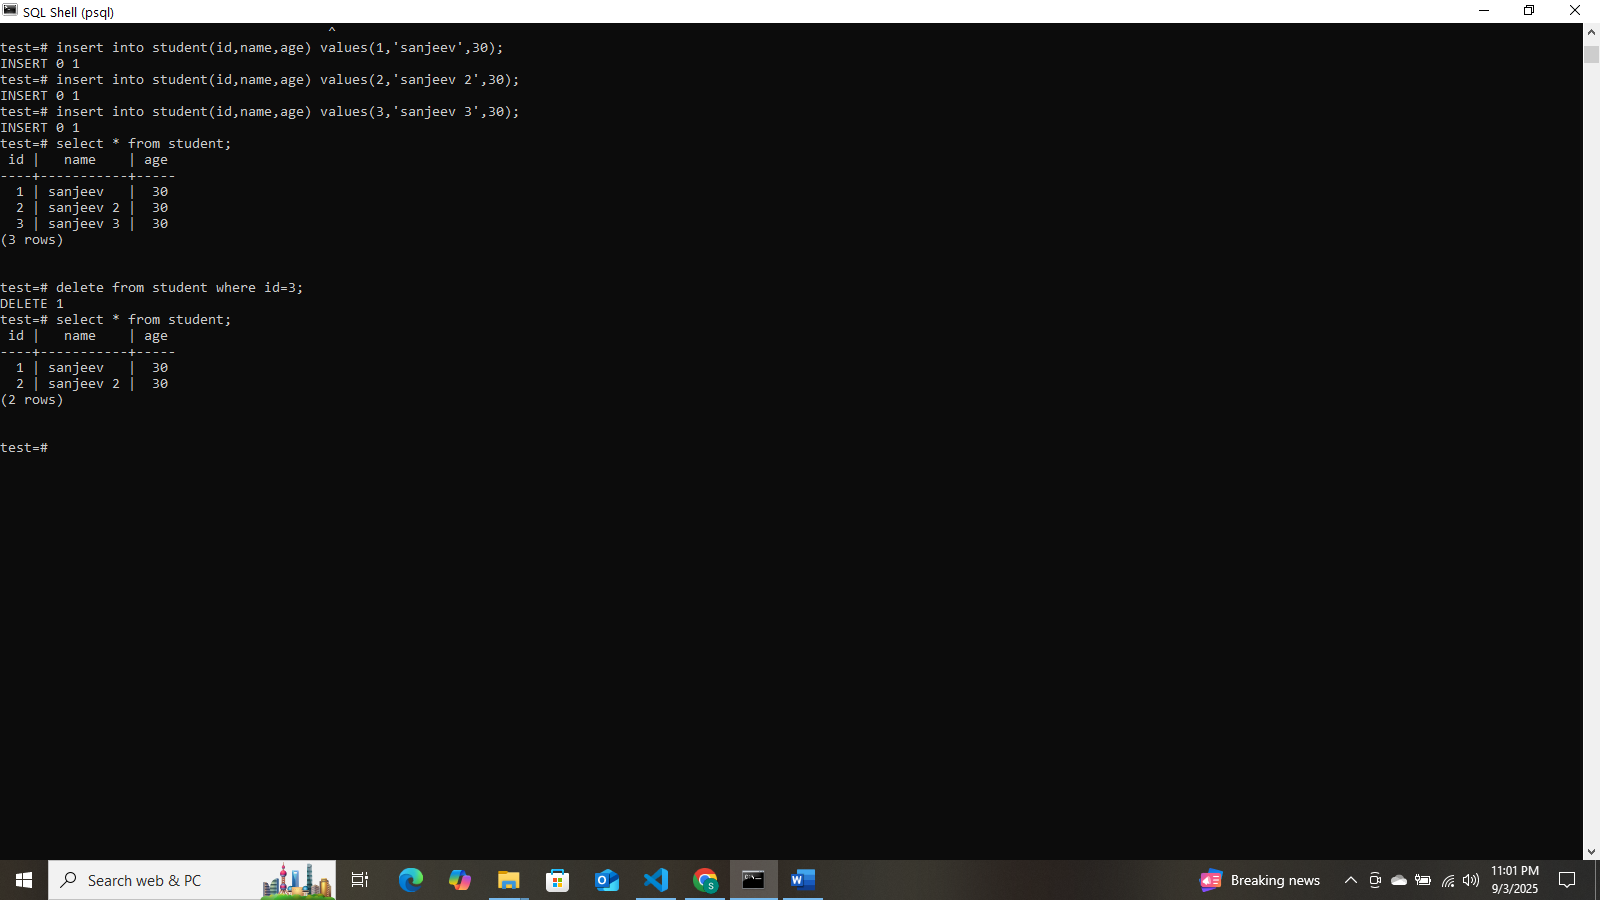 SQL Shell (psql)
^
test=# insert into student(id,name,age) values(1,'sanjeev',30);
INSERT 0 1
test=# insert into student(id,name,age) values(2,'sanjeev 2',30);
INSERT 0 1
test=# insert into student(id,name,age) values(3,'sanjeev 3',30);
INSERT 0 1
test=# select * from student;
 id |   name    | age
----+-----------+-----
  1 | sanjeev   |  30
  2 | sanjeev 2 |  30
  3 | sanjeev 3 |  30
(3 rows)
test=# delete from student where id=3;
DELETE 1
test=# select * from student;
 id |   name    | age
----+-----------+-----
  1 | sanjeev   |  30
  2 | sanjeev 2 |  30
(2 rows)
test=#
Search web & PC
Breaking news
11:01 PM
9/3/2025